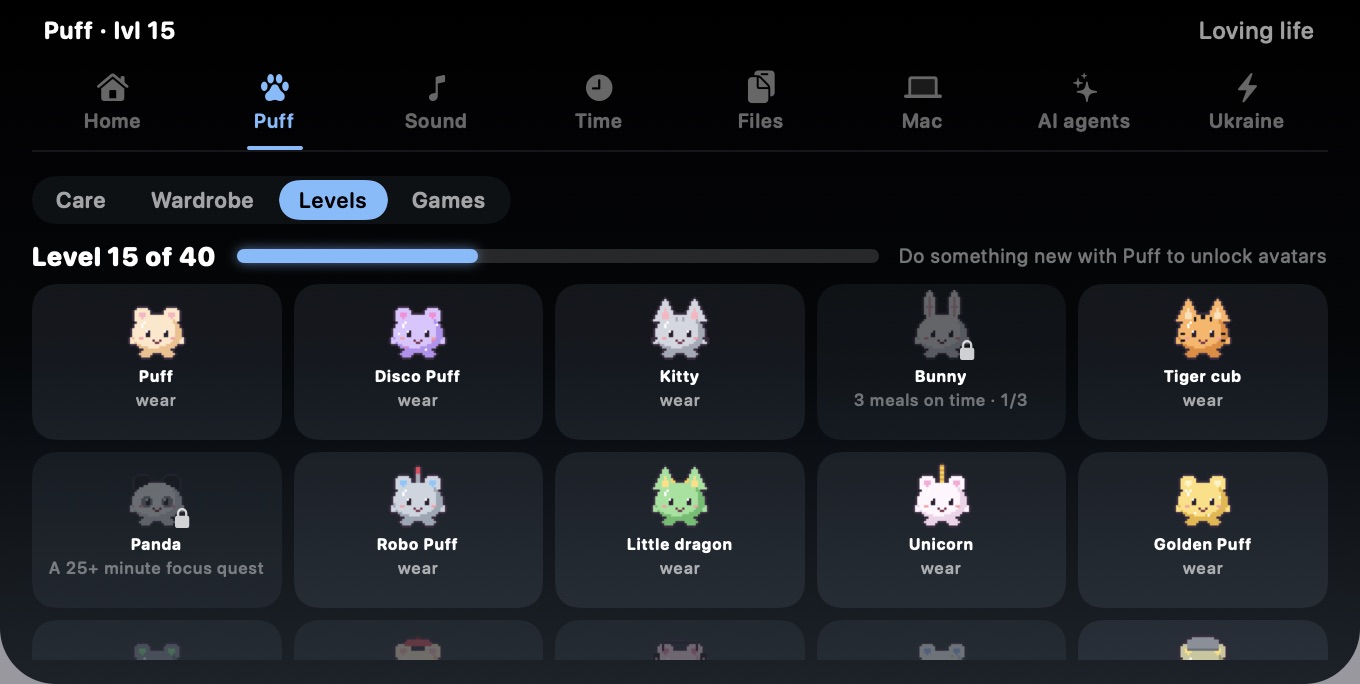 Puff · lvl 15
Loving life
Home
Puff
Sound
Time
Files
Mac
AI agents
Ukraine
Care
Wardrobe
Levels
Games
Level 15 of 40
Do something new with Puff to unlock avatars
Puff
wear
Disco Puff
wear
Kitty
wear
Bunny
3 meals on time · 1/3
Tiger cub
wear
Panda
A 25+ minute focus quest
Robo Puff
wear
Little dragon
wear
Unicorn
wear
Golden Puff
wear